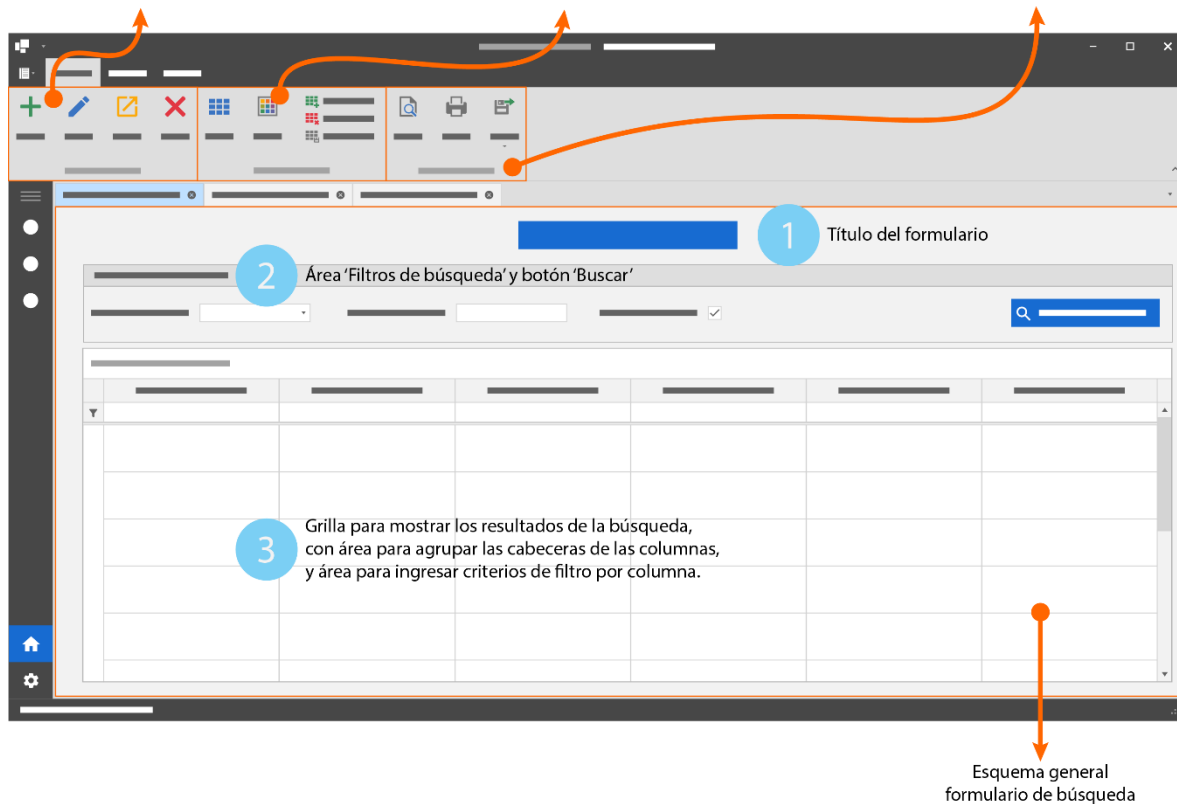 1
Título del formulario
2
Área ‘Filtros de búsqueda’ y botón ‘Buscar’
3
Grilla para mostrar los resultados de la búsqueda,
con área para agrupar las cabeceras de las columnas,
y área para ingresar criterios de filtro por columna.
Esquema general
formulario de búsqueda